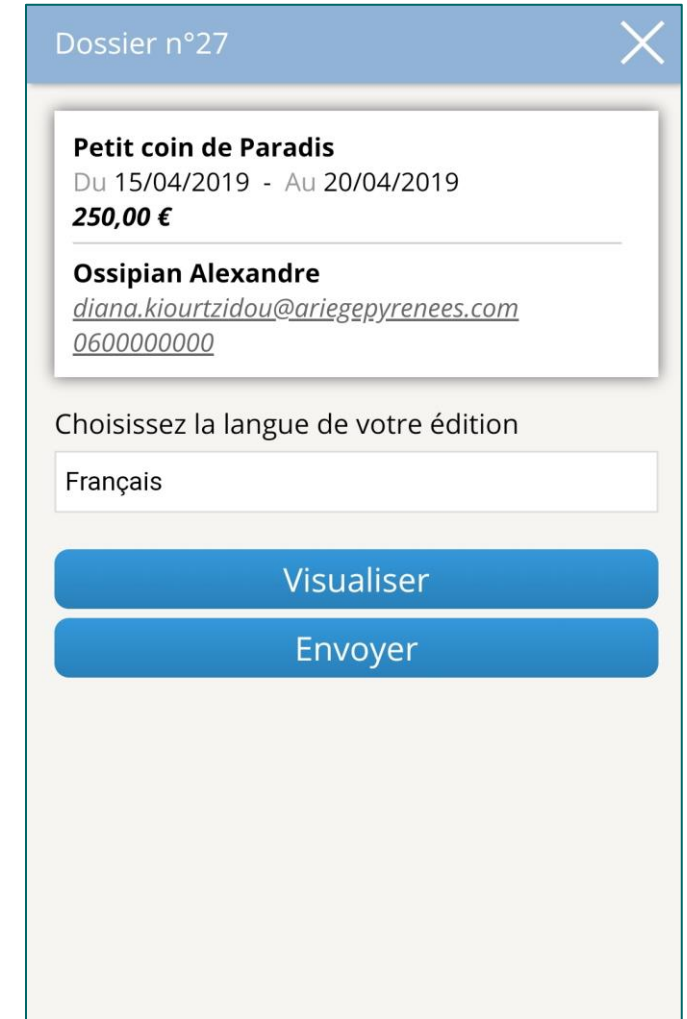 Dossier n°27
Petit coin de Paradis
Du 15/04/2019 - Au 20/04/2019
250,00 €
Ossipian Alexandre
diana.kiourtzidou@ariegepyrenees.com
0600000000
Choisissez la langue de votre édition
Français
Visualiser
Envoyer